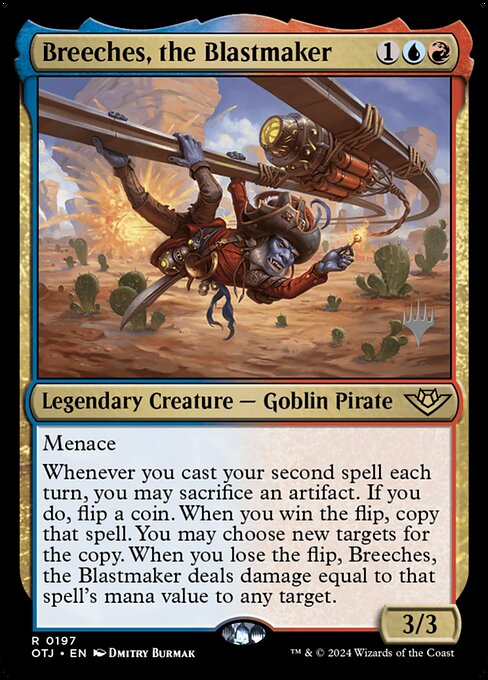 Breeches, the Blastmaker 1
Legendary Creature — Goblin Pirate
Menace
Whenever you cast your second spell each
turn, you may sacrifice an artifact. If you
do, flip a coin. When you win the flip, copy
that spell. You may choose new targets for
the copy. When you lose the flip, Breeches,
the Blastmaker deals damage equal to that
spell's mana value to any target.
3/3
R 0197
OTJ • EN Dmitry Burmak
™ & © 2024 Wizards of the Coast